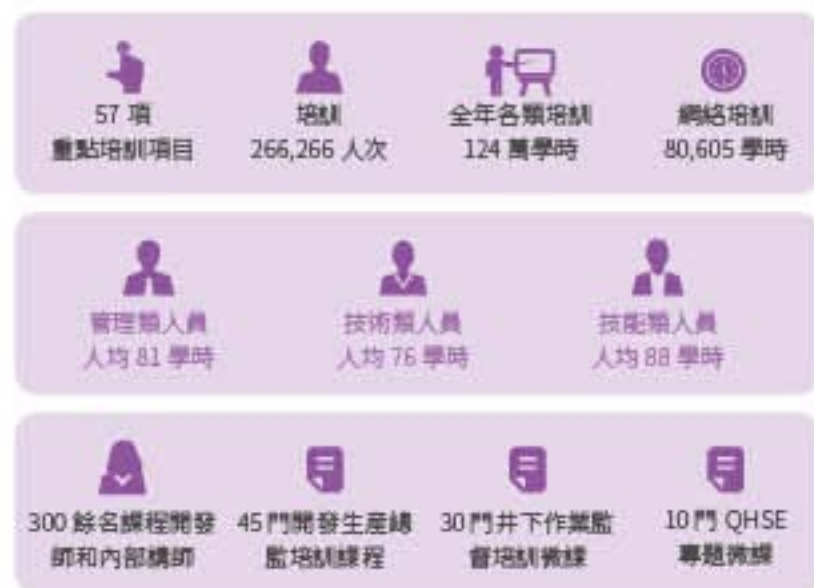 57 項
重點培訓項目
培訓
266,266 人次
全年各類培訓
124 萬學時
網絡培訓
80,605 學時
管理類人員
人均 81 學時
技術類人員
人均 76 學時
技能類人員
人均 88 學時
300 餘名課程開發
師和內部講師
45 門開發生產總
監培訓課程
30 門井下作業監
督培訓微課
10 門 QHSE
專題微課